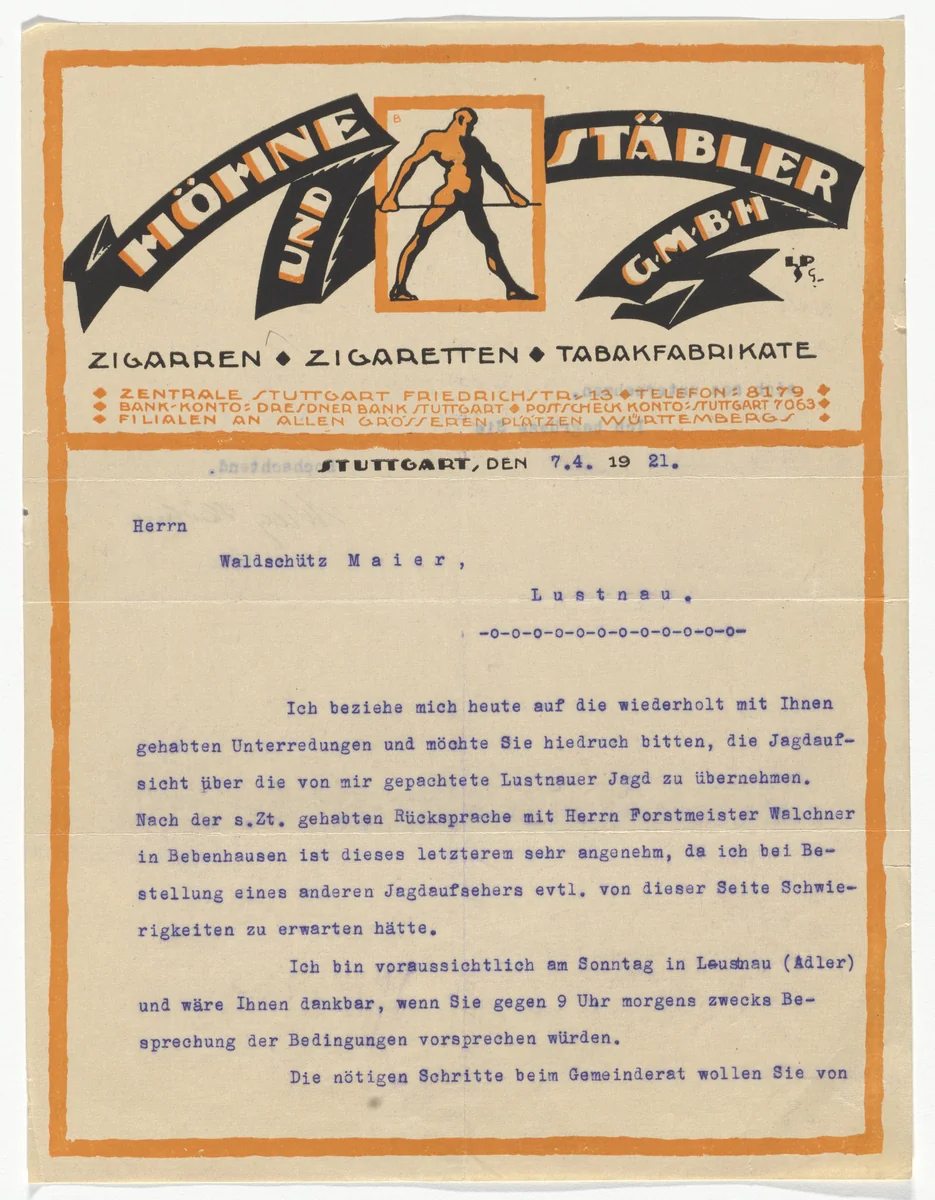 MÖHNE
UND
B
STÄBLER
G·M·B·H
ZIGARREN ◆ ZIGARETTEN ◆ TABAKFABRIKATE
◆ ZENTRALE STUTTGART FRIEDRICHSTR. 13 ◆ TELEFON: 8179 ◆
◆ BANK-KONTO: DRESDNER BANK STUTTGART ◆ POSTSCHECK KONTO: STUTTGART 7063 ◆
◆ FILIALEN AN ALLEN GRÖSSEREN PLÄTZEN WÜRTTEMBERGS ◆
STUTTGART, DEN 7.4. 19 21.
Herrn
Waldschütz M a i e r ,
L u s t n a u .
-o-o-o-o-o-o-o-o-o-o-o-o-
Ich beziehe mich heute auf die wiederholt mit Ihnen
gehabten Unterredungen und möchte Sie hiedruch bitten, die Jagdauf-
sicht über die von mir gepachtete Lustnauer Jagd zu übernehmen.
Nach der s.Zt. gehabten Rücksprache mit Herrn Forstmeister Walchner
in Bebenhausen ist dieses letzterem sehr angenehm, da ich bei Be-
stellung eines anderen Jagdaufsehers evtl. von dieser Seite Schwie-
rigkeiten zu erwarten hätte.
Ich bin voraussichtlich am Sonntag in Lustnau (Adler)
und wäre Ihnen dankbar, wenn Sie gegen 9 Uhr morgens zwecks Be-
sprechung der Bedingungen vorsprechen würden.
Die nötigen Schritte beim Gemeinderat wollen Sie von